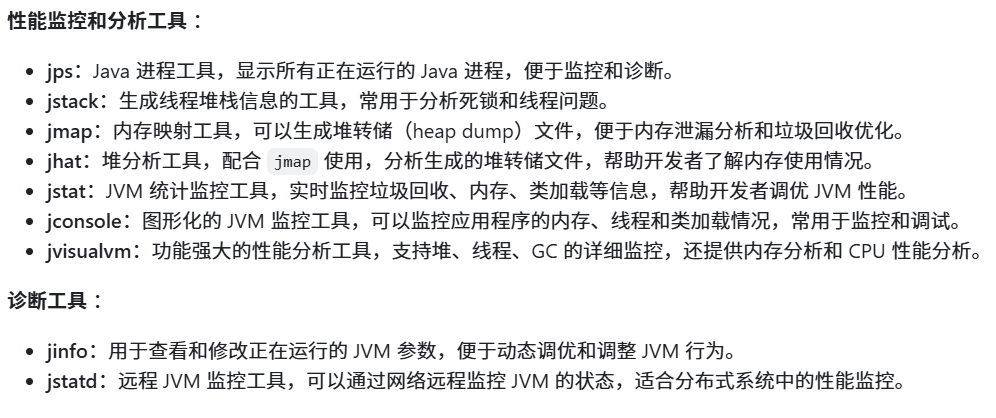 性能监控和分析工具：
jps：Java 进程工具，显示所有正在运行的 Java 进程，便于监控和诊断。
jstack：生成线程堆栈信息的工具，常用于分析死锁和线程问题。
jmap：内存映射工具，可以生成堆转储（heap dump）文件，便于内存泄漏分析和垃圾回收优化。
jhat：堆分析工具，配合 jmap 使用，分析生成的堆转储文件，帮助开发者了解内存使用情况。
jstat：JVM 统计监控工具，实时监控垃圾回收、内存、类加载等信息，帮助开发者调优 JVM 性能。
jconsole：图形化的 JVM 监控工具，可以监控应用程序的内存、线程和类加载情况，常用于监控和调试。
jvisualvm：功能强大的性能分析工具，支持堆、线程、GC 的详细监控，还提供内存分析和 CPU 性能分析。
诊断工具：
jinfo：用于查看和修改正在运行的 JVM 参数，便于动态调优和调整 JVM 行为。
jstatd：远程 JVM 监控工具，可以通过网络远程监控 JVM 的状态，适合分布式系统中的性能监控。